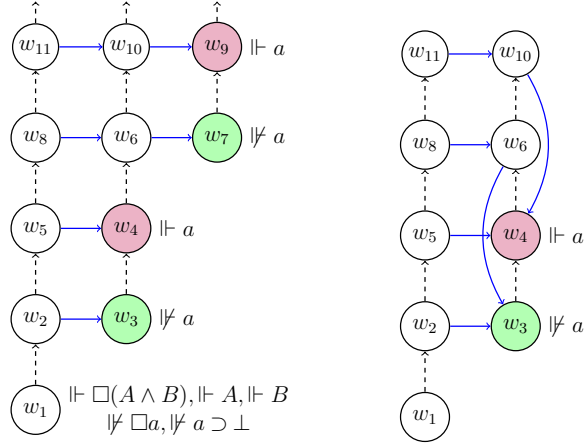 w₁₁ w₁₀ w₉ ⊩ a
w₈ w₆ w₇ ⊮ a
w₅ w₄ ⊩ a
w₂ w₃ ⊮ a
w₁ ⊩ □(A ∧ B), ⊩ A, ⊩ B
⊮ □a, ⊮ a ⊃ ⊥
w₁₁ w₁₀
w₈ w₆
w₅ w₄ ⊩ a
w₂ w₃ ⊮ a
w₁